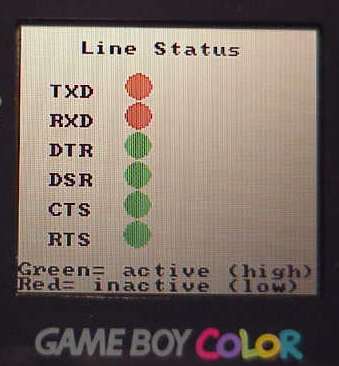 Line Status
TXD
RXD
DTR
DSR
CTS
RTS
Green= active (high)
Red= inactive (low)
GAME BOY COLOR